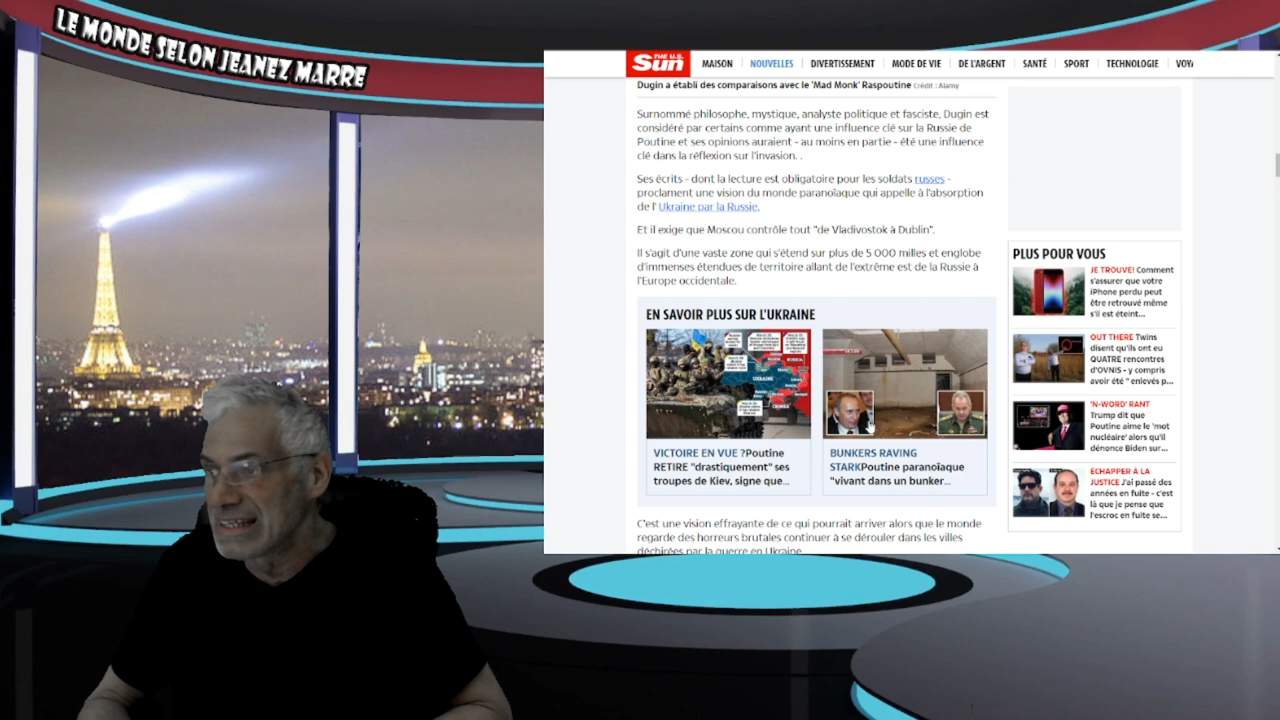 LE MONDE SELON JEANEZ MARRE
THE U.S. Sun
MAISON NOUVELLES DIVERTISSEMENT MODE DE VIE DE L'ARGENT SANTÉ SPORT TECHNOLOGIE VOY
Dugin a établi des comparaisons avec le 'Mad Monk' Raspoutine Crédit : Alamy
Surnommé philosophe, mystique, analyste politique et fasciste, Dugin est
considéré par certains comme ayant une influence clé sur la Russie de
Poutine et ses opinions auraient - au moins en partie - été une influence
clé dans la réflexion sur l'invasion. .
Ses écrits - dont la lecture est obligatoire pour les soldats russes -
proclament une vision du monde paranoïaque qui appelle à l'absorption
de l' Ukraine par la Russie.
Et il exige que Moscou contrôle tout "de Vladivostok à Dublin".
Il s'agit d'une vaste zone qui s'étend sur plus de 5 000 milles et englobe
d'immenses étendues de territoire allant de l'extrême est de la Russie à
l'Europe occidentale.
EN SAVOIR PLUS SUR L'UKRAINE
UKRAINE
RUSSIA
CRIMEA
VICTOIRE EN VUE ?Poutine
RETIRE "drastiquement" ses
troupes de Kiev, signe que...
BUNKERS RAVING
STARKPoutine paranoïaque
"vivant dans un bunker...
C'est une vision effrayante de ce qui pourrait arriver alors que le monde
regarde des horreurs brutales continuer à se dérouler dans les villes
déchirées par la guerre en Ukraine.
PLUS POUR VOUS
JE TROUVE! Comment
s'assurer que votre
iPhone perdu peut
être retrouvé même
s'il est éteint...
OUT THERE Twins
disent qu'ils ont eu
QUATRE rencontres
d'OVNIS - y compris
avoir été " enlevés p...
'N-WORD' RANT
Trump dit que
Poutine aime le 'mot
nucléaire' alors qu'il
dénonce Biden sur...
ÉCHAPPER À LA
JUSTICE J'ai passé des
années en fuite - c'est
là que je pense que
l'escroc en fuite se...